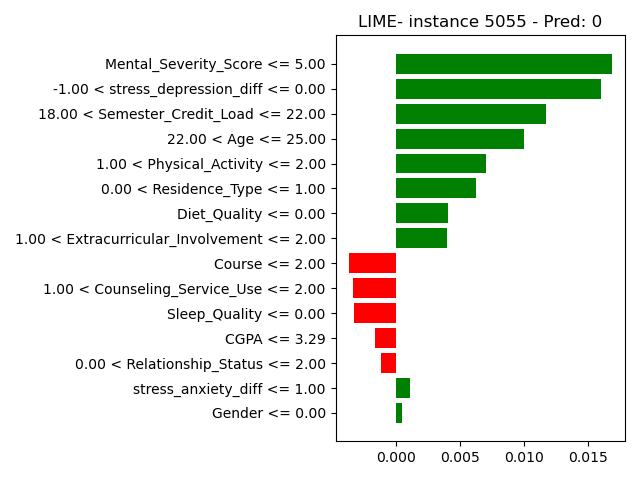 LIME- instance 5055 - Pred: 0
Mental_Severity_Score <= 5.00
-1.00 < stress_depression_diff <= 0.00
18.00 < Semester_Credit_Load <= 22.00
22.00 < Age <= 25.00
1.00 < Physical_Activity <= 2.00
0.00 < Residence_Type <= 1.00
Diet_Quality <= 0.00
1.00 < Extracurricular_Involvement <= 2.00
Course <= 2.00
1.00 < Counseling_Service_Use <= 2.00
Sleep_Quality <= 0.00
CGPA <= 3.29
0.00 < Relationship_Status <= 2.00
stress_anxiety_diff <= 1.00
Gender <= 0.00
0.000 0.005 0.010 0.015